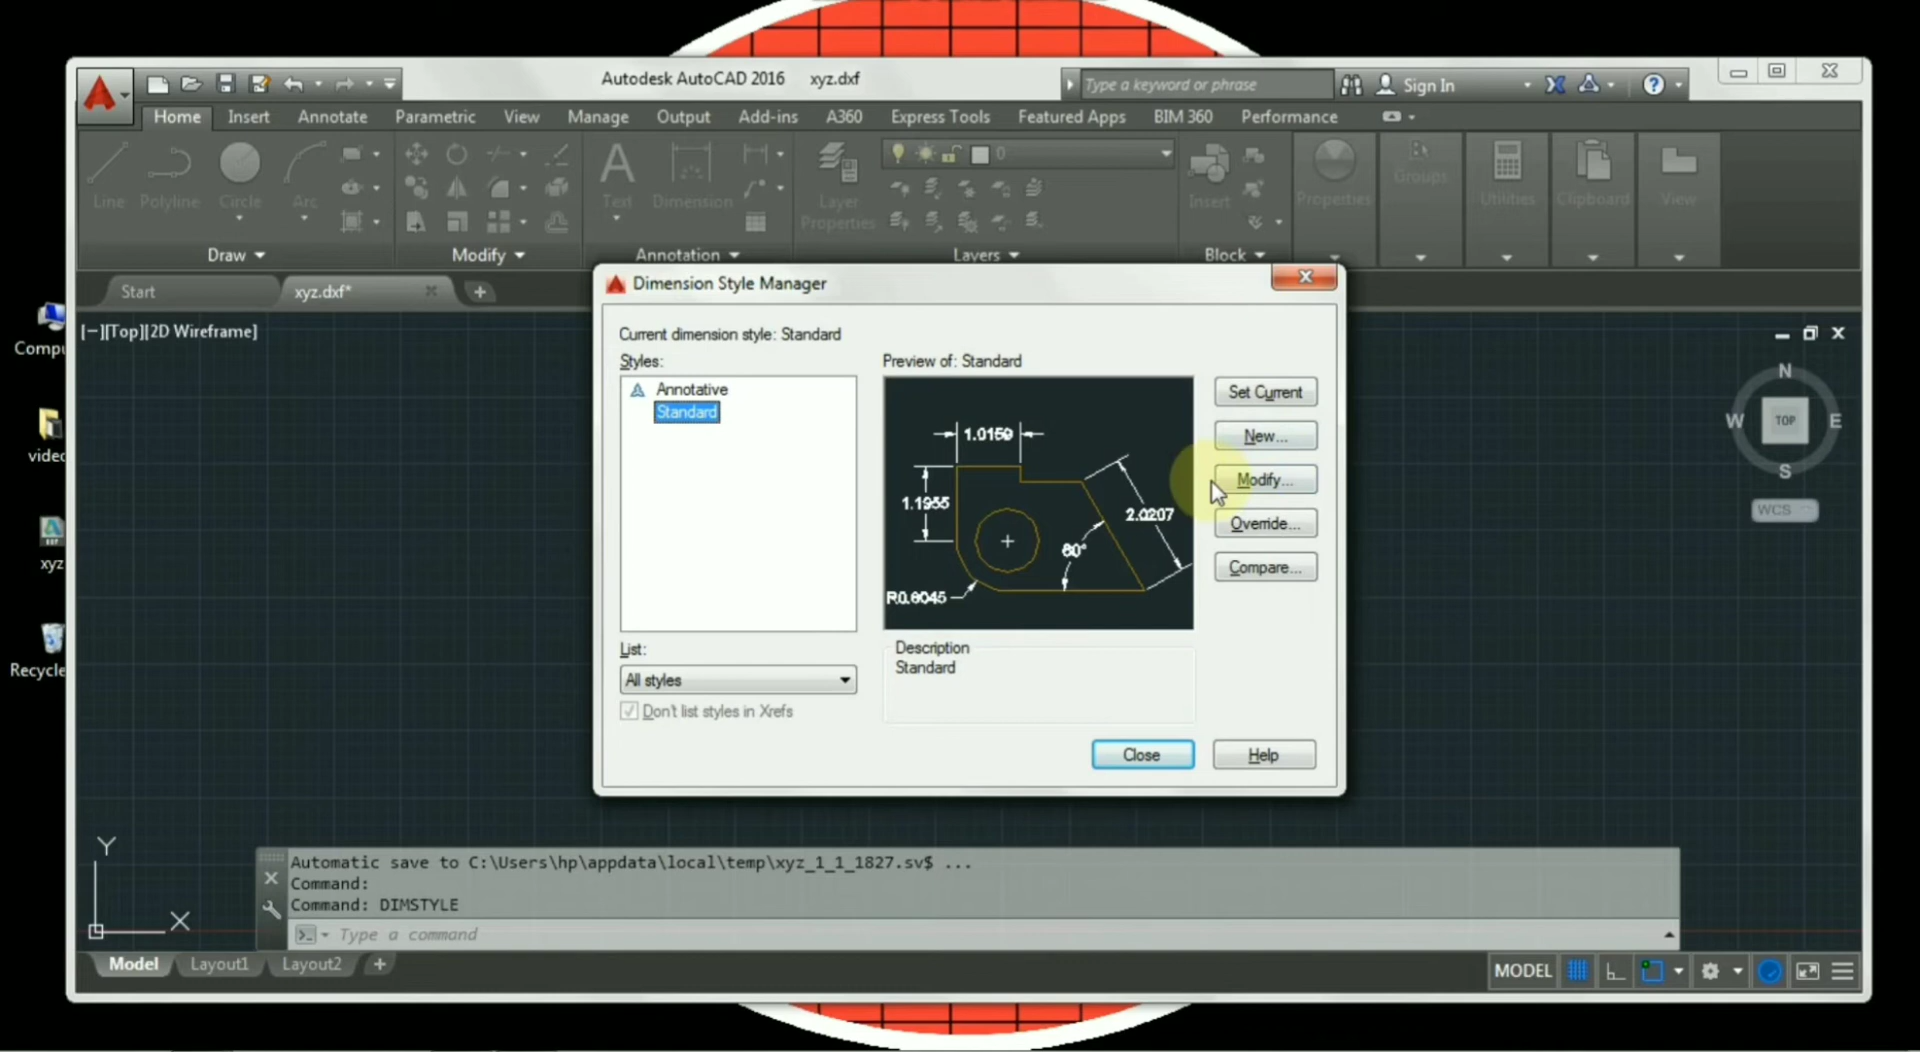 Autodesk AutoCAD 2016 xyz.dxf
Type a keyword or phrase
Sign In
Home Insert Annotate Parametric View Manage Output Add-ins A360 Express Tools Featured Apps BIM 360 Performance
Line Polyline Circle Arc
Text Dimension
Layer
Properties
0
Insert
Properties
Groups
Utilities
Clipboard
View
Draw
Modify
Annotation
Layers
Block
Start
xyz.dxf*
[−][Top][2D Wireframe]
Compu
video
xyz
Recycle
Dimension Style Manager
Current dimension style: Standard
Styles:
Annotative
Standard
Preview of: Standard
1.0159
1.1955
2.0207
60°
R0.8045
Set Current
New...
Modify...
Override...
Compare...
List:
All styles
Don't list styles in Xrefs
Description
Standard
Close
Help
N
W TOP E
S
WCS
Y
X
Automatic save to C:\Users\hp\appdata\local\temp\xyz_1_1_1827.sv$ ...
Command:
Command: DIMSTYLE
Type a command
Model Layout1 Layout2
MODEL